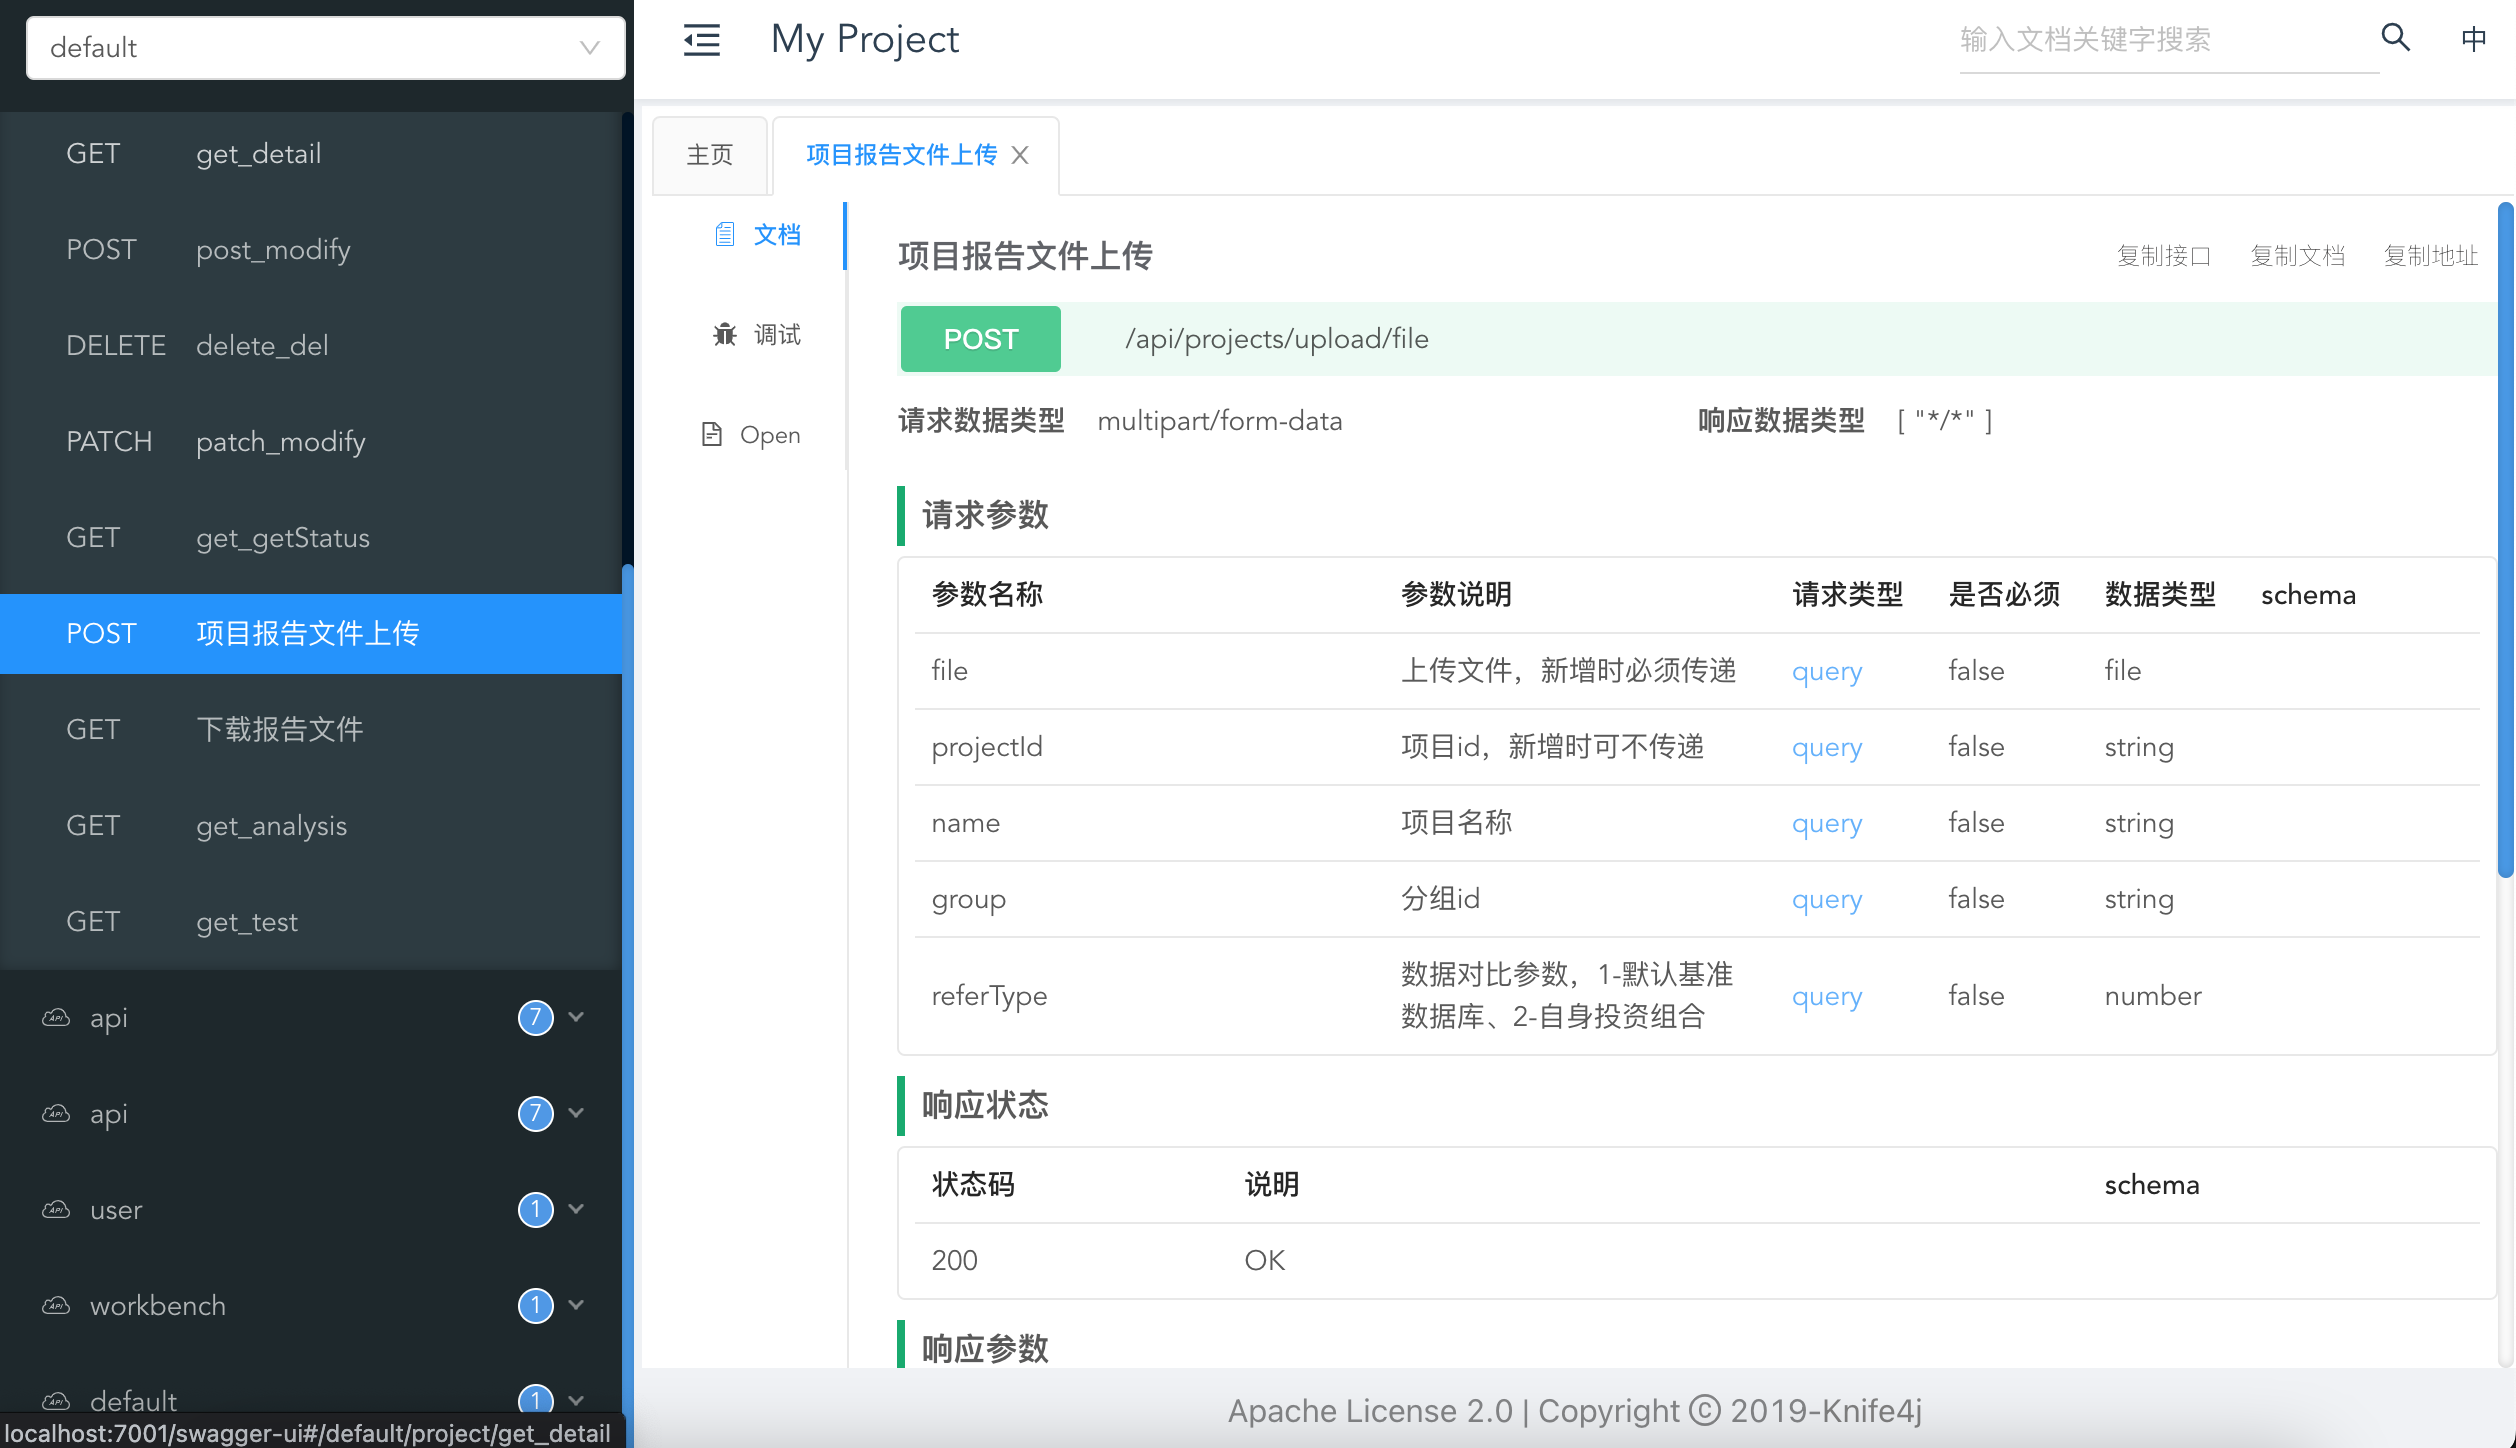 default
GET get_detail
POST post_modify
DELETE delete_del
PATCH patch_modify
GET get_getStatus
POST 项目报告文件上传
GET 下载报告文件
GET get_analysis
GET get_test
api 7
api 7
user 1
workbench 1
default 1
localhost:7001/swagger-ui#/default/project/get_detail
My Project
输入文档关键字搜索
中
主页
项目报告文件上传
文档
调试
Open
项目报告文件上传
复制接口 复制文档 复制地址
POST /api/projects/upload/file
请求数据类型 multipart/form-data 响应数据类型 [ "*/*" ]
请求参数
参数名称 参数说明 请求类型 是否必须 数据类型 schema
file 上传文件，新增时必须传递 query false file
projectId 项目id，新增时可不传递 query false string
name 项目名称 query false string
group 分组id query false string
referType 数据对比参数，1-默认基准 query false number
数据库、2-自身投资组合
响应状态
状态码 说明 schema
200 OK
响应参数
Apache License 2.0 | Copyright © 2019-Knife4j